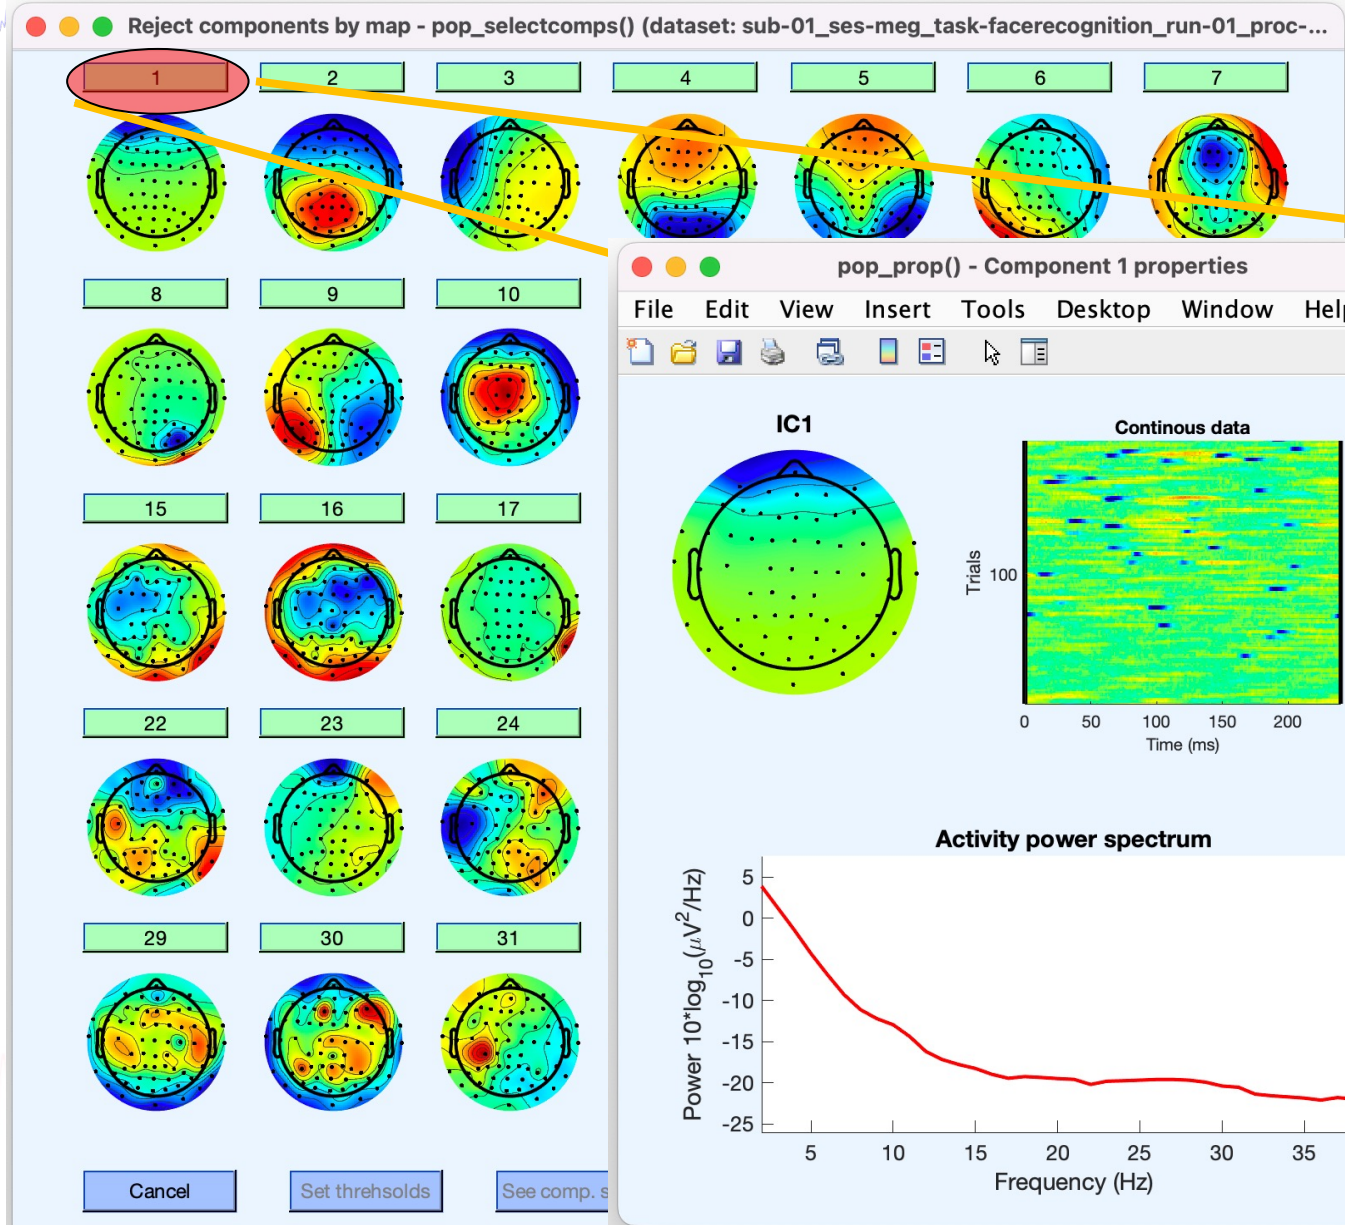 Reject components by map - pop_selectcomps() (dataset: sub-01_ses-meg_task-facerecognition_run-01_proc-...
1 2 3 4 5 6 7
8 9 10
15 16 17
22 23 24
29 30 31
Cancel Set threhsolds See comp. s
pop_prop() - Component 1 properties
File Edit View Insert Tools Desktop Window Help
IC1
Continous data
Trials
100
0 50 100 150 200
Time (ms)
Activity power spectrum
Power 10*log10(μV2/Hz)
5
0
-5
-10
-15
-20
-25
5 10 15 20 25 30 35
Frequency (Hz)